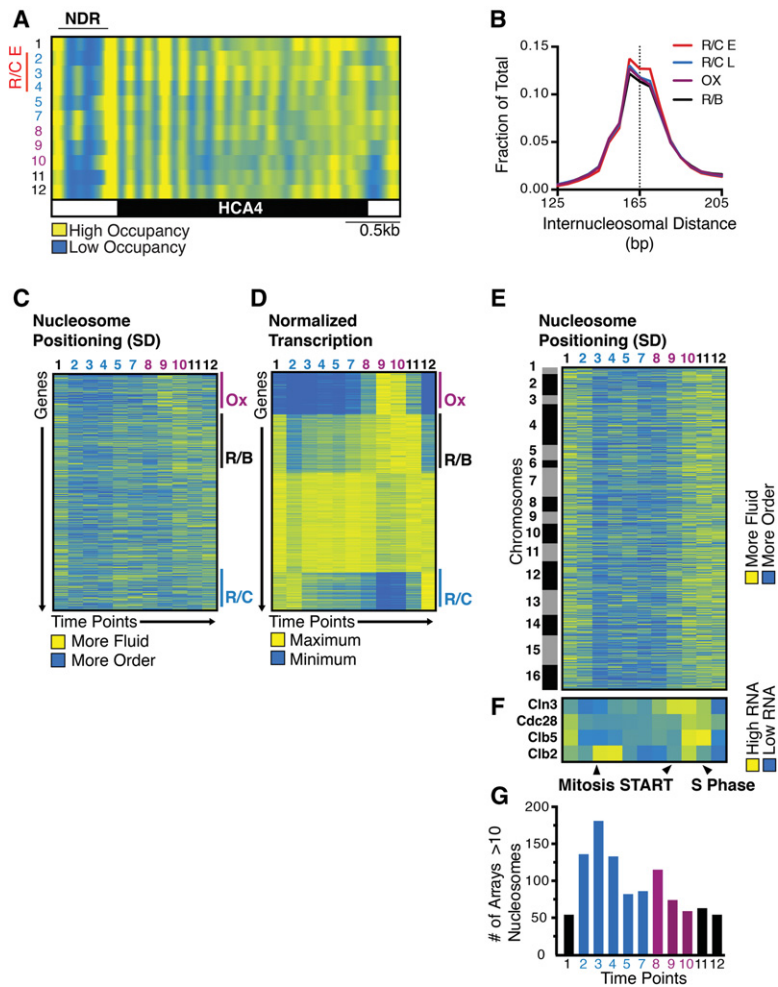 A
NDR
R/C E
1
2
3
4
5
7
8
9
10
11
12
HCA4
0.5kb
High Occupancy
Low Occupancy
B
Fraction of Total
0.15
0.10
0.05
0.00
125 165 205
Internucleosomal Distance
(bp)
R/C E
R/C L
OX
R/B
C
Nucleosome
Positioning (SD)
1 2 3 4 5 7 8 9 10 11 12
Genes
Ox
R/B
R/C
Time Points
More Fluid
More Order
D
Normalized
Transcription
1 2 3 4 5 7 8 9 10 11 12
Ox
R/B
R/C
Time Points
Maximum
Minimum
E
Nucleosome
Positioning (SD)
1 2 3 4 5 7 8 9 10 11 12
Chromosomes
1
2
3
4
5
6
7
8
9
10
11
12
13
14
15
16
More Fluid
More Order
F
Cln3
Cdc28
Clb5
Clb2
High RNA
Low RNA
Mitosis START S Phase
G
# of Arrays >10
Nucleosomes
200
150
100
50
0
1 2 3 4 5 7 8 9 10 11 12
Time Points